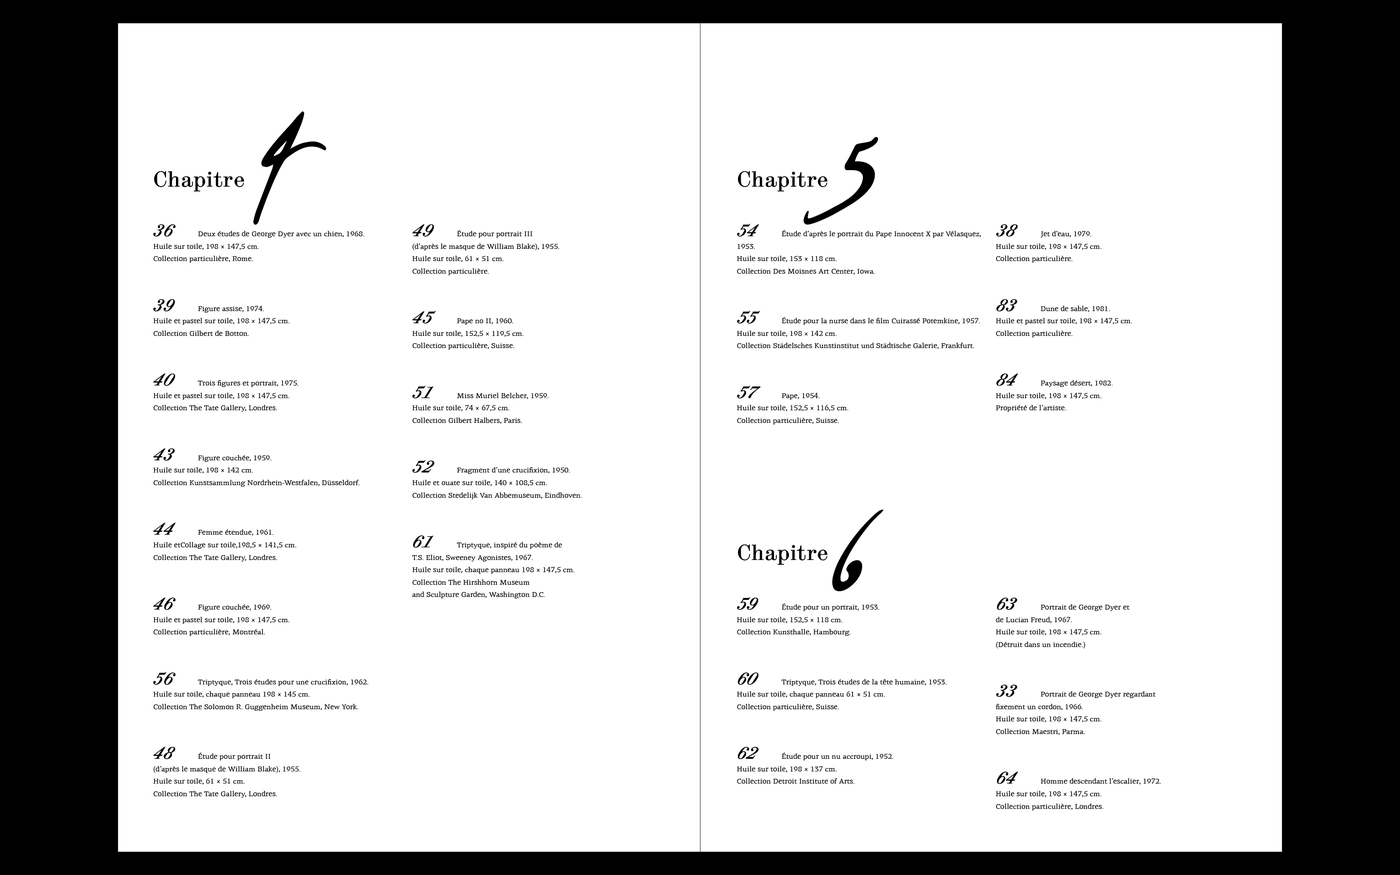 Chapitre 4
36 Deux études de George Dyer avec un chien, 1968.
Huile sur toile, 198 × 147,5 cm.
Collection particulière, Rome.
39 Figure assise, 1974.
Huile et pastel sur toile, 198 × 147,5 cm.
Collection Gilbert de Botton.
40 Trois figures et portrait, 1975.
Huile et pastel sur toile, 198 × 147,5 cm.
Collection The Tate Gallery, Londres.
43 Figure couchée, 1959.
Huile sur toile, 198 × 142 cm.
Collection Kunstsammlung Nordrhein-Westfalen, Düsseldorf.
44 Femme étendue, 1961.
Huile etCollage sur toile,198,5 × 141,5 cm.
Collection The Tate Gallery, Londres.
46 Figure couchée, 1969.
Huile et pastel sur toile, 198 × 147,5 cm.
Collection particulière, Montréal.
56 Triptyque, Trois études pour une crucifixion, 1962.
Huile sur toile, chaque panneau 198 × 145 cm.
Collection The Solomon R. Guggenheim Museum, New York.
48 Étude pour portrait II
(d'après le masque de William Blake), 1955.
Huile sur toile, 61 × 51 cm.
Collection The Tate Gallery, Londres.
49 Étude pour portrait III
(d'après le masque de William Blake), 1955.
Huile sur toile, 61 × 51 cm.
Collection particulière.
45 Pape no II, 1960.
Huile sur toile, 152,5 × 119,5 cm.
Collection particulière, Suisse.
51 Miss Muriel Belcher, 1959.
Huile sur toile, 74 × 67,5 cm.
Collection Gilbert Halbers, Paris.
52 Fragment d'une crucifixion, 1950.
Huile et ouate sur toile, 140 × 108,5 cm.
Collection Stedelijk Van Abbemuseum, Eindhoven.
61 Triptyque, inspiré du poème de
T.S. Eliot, Sweeney Agonistes, 1967.
Huile sur toile, chaque panneau 198 × 147,5 cm.
Collection The Hirshhorn Museum
and Sculpture Garden, Washington D.C.
Chapitre 5
54 Étude d'après le portrait du Pape Innocent X par Vélasquez,
1953.
Huile sur toile, 153 × 118 cm.
Collection Des Moisnes Art Center, Iowa.
55 Étude pour la nurse dans le film Cuirassé Potemkine, 1957.
Huile sur toile, 198 × 142 cm.
Collection Städelsches Kunstinstitut und Städtische Galerie, Frankfurt.
57 Pape, 1954.
Huile sur toile, 152,5 × 116,5 cm.
Collection particulière, Suisse.
38 Jet d'eau, 1979.
Huile sur toile, 198 × 147,5 cm.
Collection particulière.
83 Dune de sable, 1981.
Huile et pastel sur toile, 198 × 147,5 cm.
Collection particulière.
84 Paysage désert, 1982.
Huile sur toile, 198 × 147,5 cm.
Propriété de l'artiste.
Chapitre 6
59 Étude pour un portrait, 1953.
Huile sur toile, 152,5 × 118 cm.
Collection Kunsthalle, Hambourg.
60 Triptyque, Trois études de la tête humaine, 1953.
Huile sur toile, chaque panneau 61 × 51 cm.
Collection particulière, Suisse.
62 Étude pour un nu accroupi, 1952.
Huile sur toile, 198 × 137 cm.
Collection Detroit Institute of Arts.
63 Portrait de George Dyer et
de Lucian Freud, 1967.
Huile sur toile, 198 × 147,5 cm.
(Détruit dans un incendie.)
33 Portrait de George Dyer regardant
fixement un cordon, 1966.
Huile sur toile, 198 × 147,5 cm.
Collection Maestri, Parma.
64 Homme descendant l'escalier, 1972.
Huile sur toile, 198 × 147,5 cm.
Collection particulière, Londres.